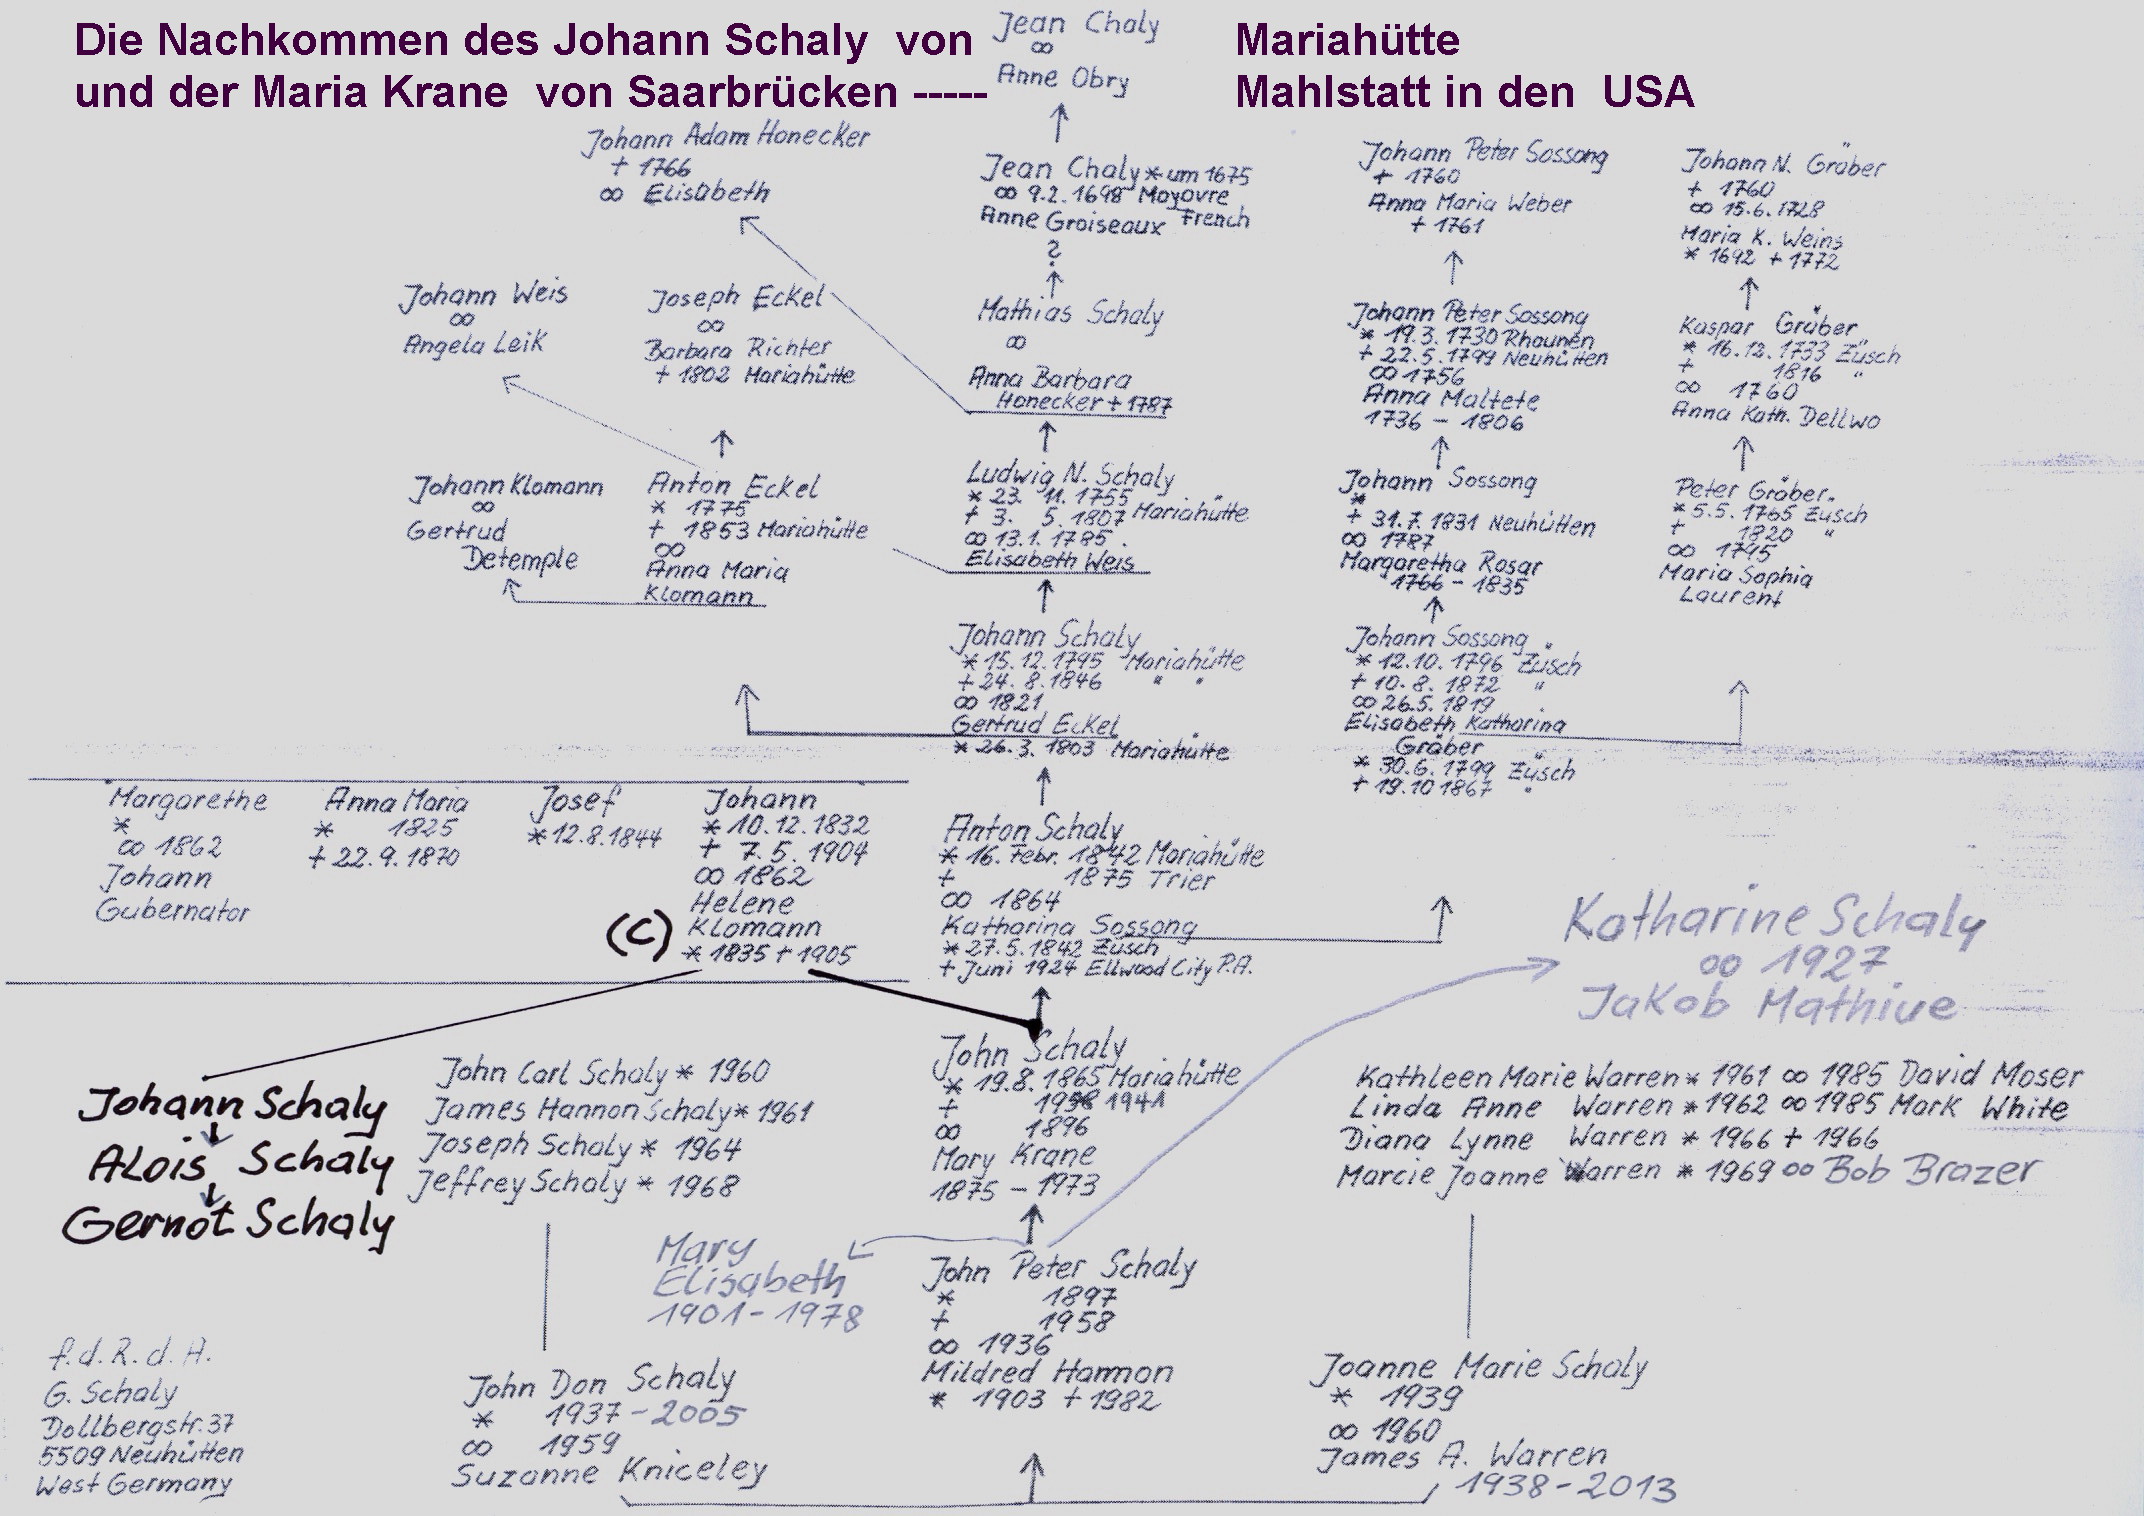 Die Nachkommen des Johann Schaly von Mariahütte
und der Maria Krane von Saarbrücken ----- Mahlstatt in den USA
Jean Chaly
∞
Anne Obry
Johann Adam Honecker
+ 1766
∞ Elisabeth
Jean Chaly * um 1675
∞ 9.2.1698 Moyovre
Anne Groiseaux French
?
Johann Peter Sossong
+ 1760
Anna Maria Weber
+ 1761
Johann N. Gräber
+ 1760
∞ 15.6.1728
Maria K. Weins
* 1692 + 1772
Johann Weis
∞
Angela Leik
Joseph Eckel
∞
Barbara Richter
+ 1802 Mariahütte
Mathias Schaly
∞
Anna Barbara
Honecker + 1787
Johann Peter Sossong
* 19.3.1730 Rhaunen
+ 22.5.1799 Neuhütten
∞ 1756
Anna Maltete
1736 - 1806
Kaspar Gräber
* 16.12.1733 Züsch
+ 1816 "
∞ 1760
Anna Kath. Dellwo
Johann Klomann
∞
Gertrud
Detemple
Anton Eckel
* 1775
+ 1853 Mariahütte
∞
Anna Maria
Klomann
Ludwig N. Schaly
* 23. 11. 1755
+ 3. 5. 1807 Mariahütte
∞ 13.1.1785.
Elisabeth Weis
Johann Sossong
*
+ 31.7.1831 Neuhütten
∞ 1787
Margaretha Rosar
1766 - 1835
Peter Gräber
* 5.5.1765 Züsch
+ 1820 "
∞ 1745
Maria Sophia
Laurent
Johann Schaly
* 15.12.1795 Mariahütte
+ 24. 8.1846 " "
∞ 1821
Gertrud Eckel
* 26.3.1803 Mariahütte
Johann Sossong
* 12.10.1796 Züsch
+ 10.8.1872 "
∞ 26.5.1819
Elisabeth Katharina
Gräber
* 30.6.1799 Züsch
+ 19.10 1867 "
Margarethe
*
∞ 1862
Johann
Gubernator
Anna Maria
* 1825
+ 22.9.1870
Josef
* 12.8.1844
Johann
* 10.12.1832
+ 7.5.1904
∞ 1862
Helene
Klomann
* 1835 + 1905
(C)
Anton Schaly
* 16. Febr. 1842 Mariahütte
+ 1875 Trier
∞ 1864
Katharina Sossong
* 27.5.1842 Züsch
+ Juni 1924 Ellwood City P.A.
Katharine Schaly
∞ 1927
Jakob Mathiue
Johann Schaly
Alois Schaly
Gernot Schaly
John Carl Schaly * 1960
James Hannon Schaly * 1961
Joseph Schaly * 1964
Jeffrey Schaly * 1968
John Schaly
* 19.8.1865 Mariahütte
+ 1941
∞ 1896
Mary Krane
1875 - 1973
Kathleen Marie Warren * 1961 ∞ 1985 David Moser
Linda Anne Warren * 1962 ∞ 1985 Mark White
Diana Lynne Warren * 1966 + 1966
Marcie Joanne Warren * 1969 ∞ Bob Brazer
Mary
Elisabeth
1901 - 1978
John Peter Schaly
* 1897
+ 1958
∞ 1936
Mildred Hannon
* 1903 + 1982
f.d.R.d.A.
G. Schaly
Dollbergstr. 37
5509 Neuhütten
West Germany
John Don Schaly
* 1937 - 2005
∞ 1959
Suzanne Kniceley
Joanne Marie Schaly
* 1939
∞ 1960
James A. Warren
1938 - 2013